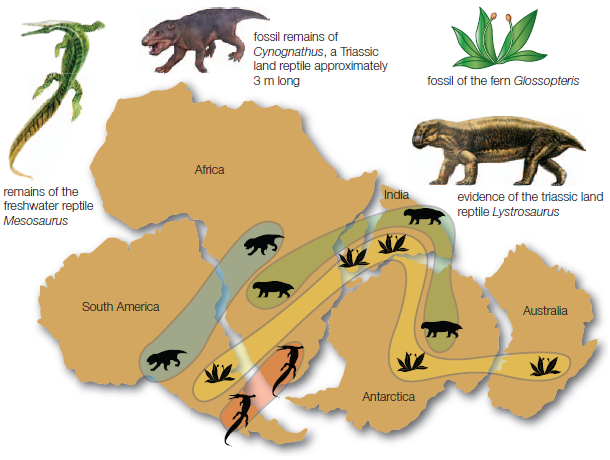 fossil remains of
Cynognathus, a Triassic
land reptile approximately
3 m long
fossil of the fern Glossopteris
remains of the
freshwater reptile
Mesosaurus
evidence of the triassic land
reptile Lystrosaurus
Africa
India
South America
Australia
Antarctica